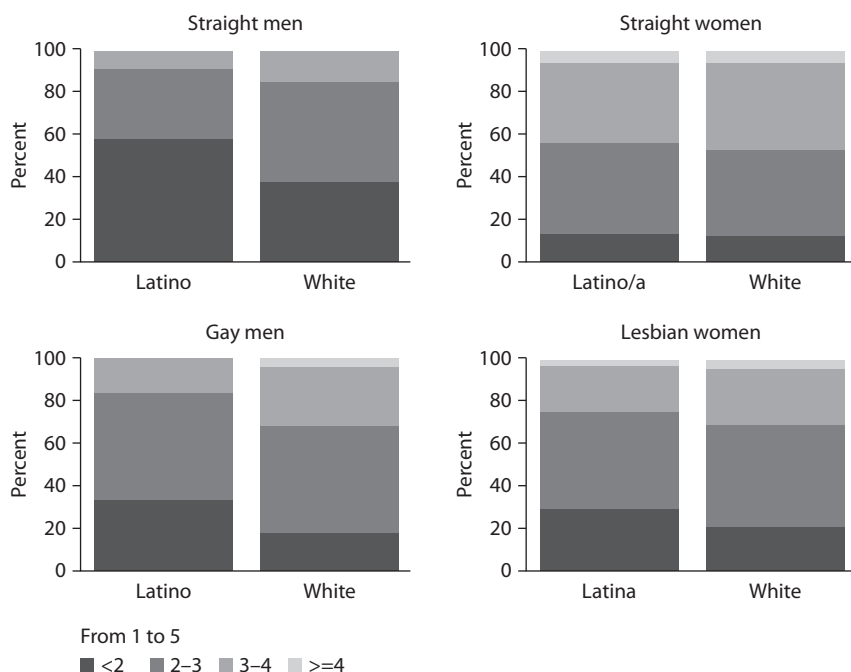 Straight men
Straight women
100
80
60
40
20
0
Percent
Latino
White
100
80
60
40
20
0
Percent
Latino/a
White
Gay men
Lesbian women
100
80
60
40
20
0
Percent
Latino
White
100
80
60
40
20
0
Percent
Latina
White
From 1 to 5
<2 2–3 3–4 >=4